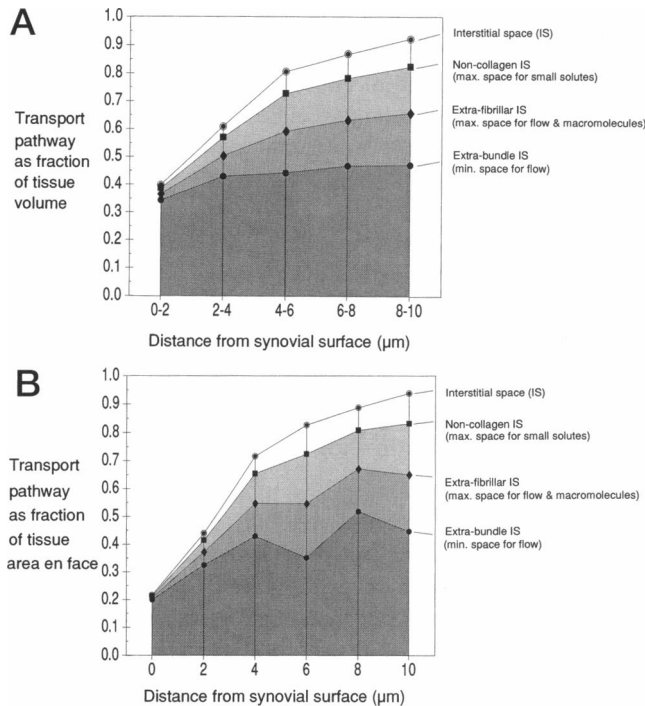 A
1.0
0.9
0.8
0.7
0.6
0.5
0.4
0.3
0.2
0.1
0.0
Transport
pathway
as fraction
of tissue
volume
Interstitial space (IS)
Non-collagen IS
(max. space for small solutes)
Extra-fibrillar IS
(max. space for flow & macromolecules)
Extra-bundle IS
(min. space for flow)
0-2 2-4 4-6 6-8 8-10
Distance from synovial surface (µm)
B
1.0
0.9
0.8
0.7
0.6
0.5
0.4
0.3
0.2
0.1
0.0
Transport
pathway
as fraction
of tissue
area en face
Interstitial space (IS)
Non-collagen IS
(max. space for small solutes)
Extra-fibrillar IS
(max. space for flow & macromolecules)
Extra-bundle IS
(min. space for flow)
0 2 4 6 8 10
Distance from synovial surface (µm)